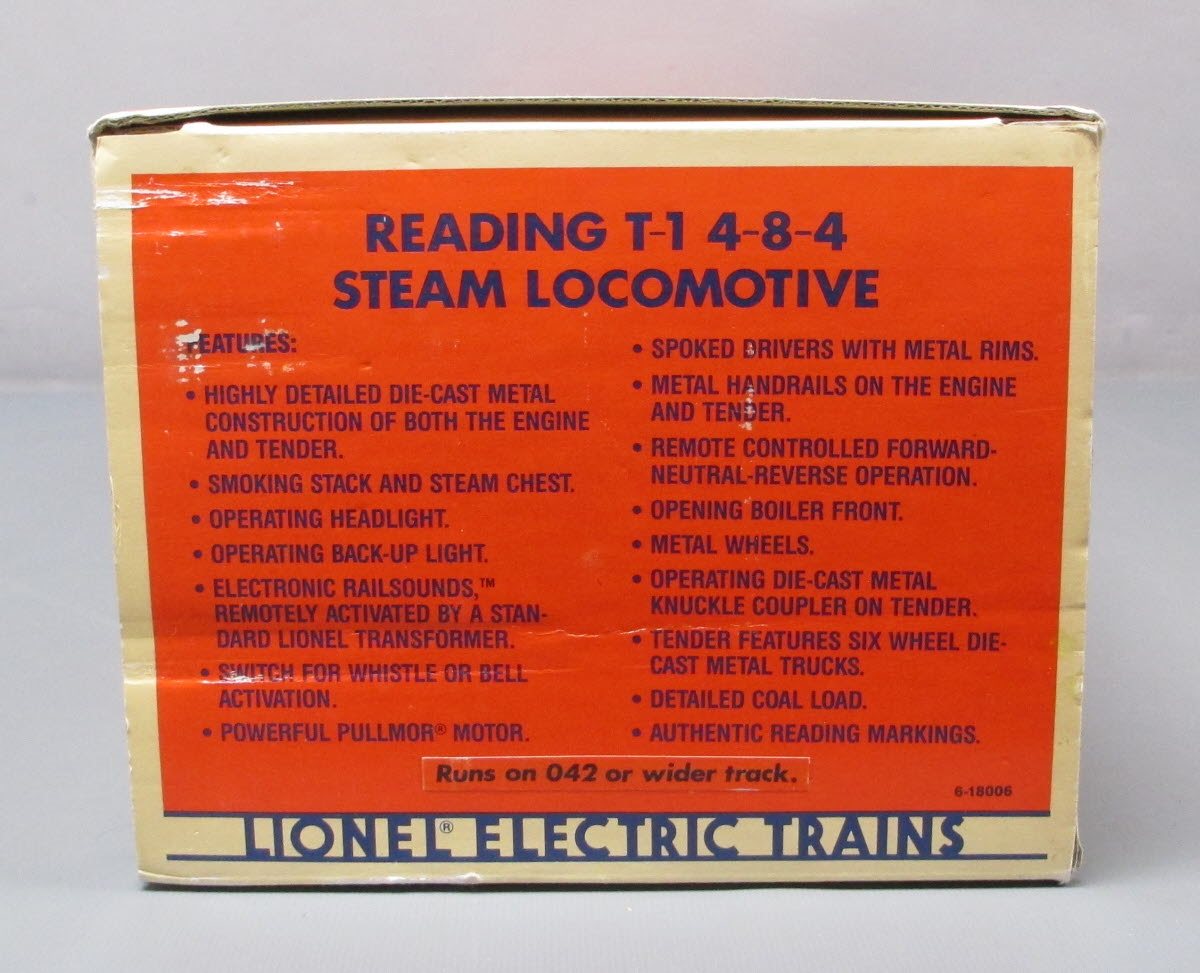 READING T-1 4-8-4
STEAM LOCOMOTIVE
FEATURES:
• HIGHLY DETAILED DIE-CAST METAL
CONSTRUCTION OF BOTH THE ENGINE
AND TENDER.
• SMOKING STACK AND STEAM CHEST.
• OPERATING HEADLIGHT.
• OPERATING BACK-UP LIGHT.
• ELECTRONIC RAILSOUNDS,™
REMOTELY ACTIVATED BY A STAN-
DARD LIONEL TRANSFORMER.
• SWITCH FOR WHISTLE OR BELL
ACTIVATION.
• POWERFUL PULLMOR® MOTOR.
• SPOKED DRIVERS WITH METAL RIMS.
• METAL HANDRAILS ON THE ENGINE
AND TENDER.
• REMOTE CONTROLLED FORWARD-
NEUTRAL-REVERSE OPERATION.
• OPENING BOILER FRONT.
• METAL WHEELS.
• OPERATING DIE-CAST METAL
KNUCKLE COUPLER ON TENDER.
• TENDER FEATURES SIX WHEEL DIE-
CAST METAL TRUCKS.
• DETAILED COAL LOAD.
• AUTHENTIC READING MARKINGS.
Runs on 042 or wider track.
6-18006
LIONEL® ELECTRIC TRAINS